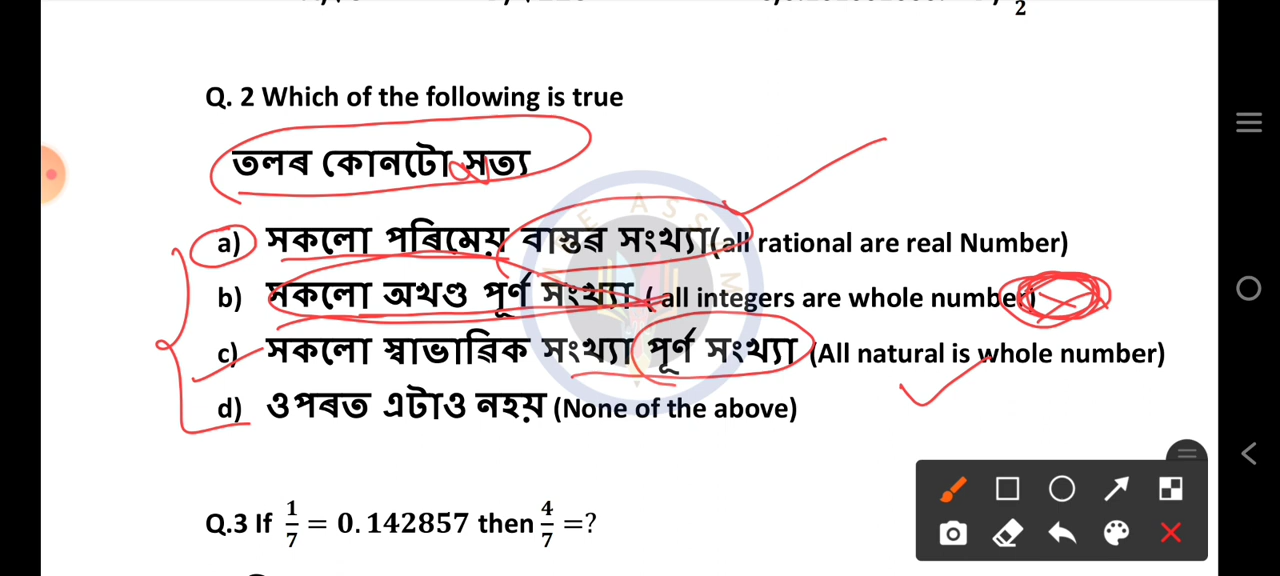 2
Q. 2 Which of the following is true
তলৰ কোনটো সত্য
a) সকলো পৰিমেয় বাস্তৱ সংখ্যা(all rational are real Number)
b) সকলো অখণ্ড পূৰ্ণ সংখ্যা ( all integers are whole number)
c) সকলো স্বাভাৱিক সংখ্যা পূৰ্ণ সংখ্যা (All natural is whole number)
d) ওপৰত এটাও নহয় (None of the above)
Q.3 If 1/7 = 0.142857 then 4/7 =?